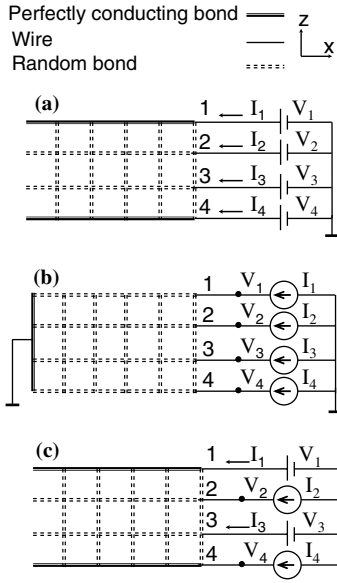 Perfectly conducting bond
Wire
Random bond
z
x
(a)
1 I₁ V₁
2 I₂ V₂
3 I₃ V₃
4 I₄ V₄
(b)
1 V₁ I₁
2 V₂ I₂
3 V₃ I₃
4 V₄ I₄
(c)
1 I₁ V₁
2 V₂ I₂
3 I₃ V₃
4 V₄ I₄